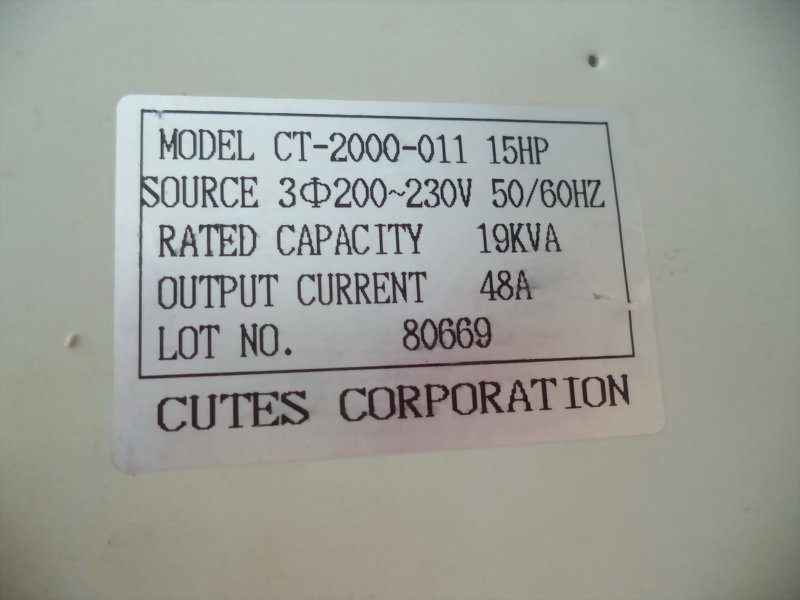 MODEL CT-2000-011 15HP
SOURCE 3Φ200~230V 50/60HZ
RATED CAPACITY 19KVA
OUTPUT CURRENT 48A
LOT NO. 80669
CUTES CORPORATION